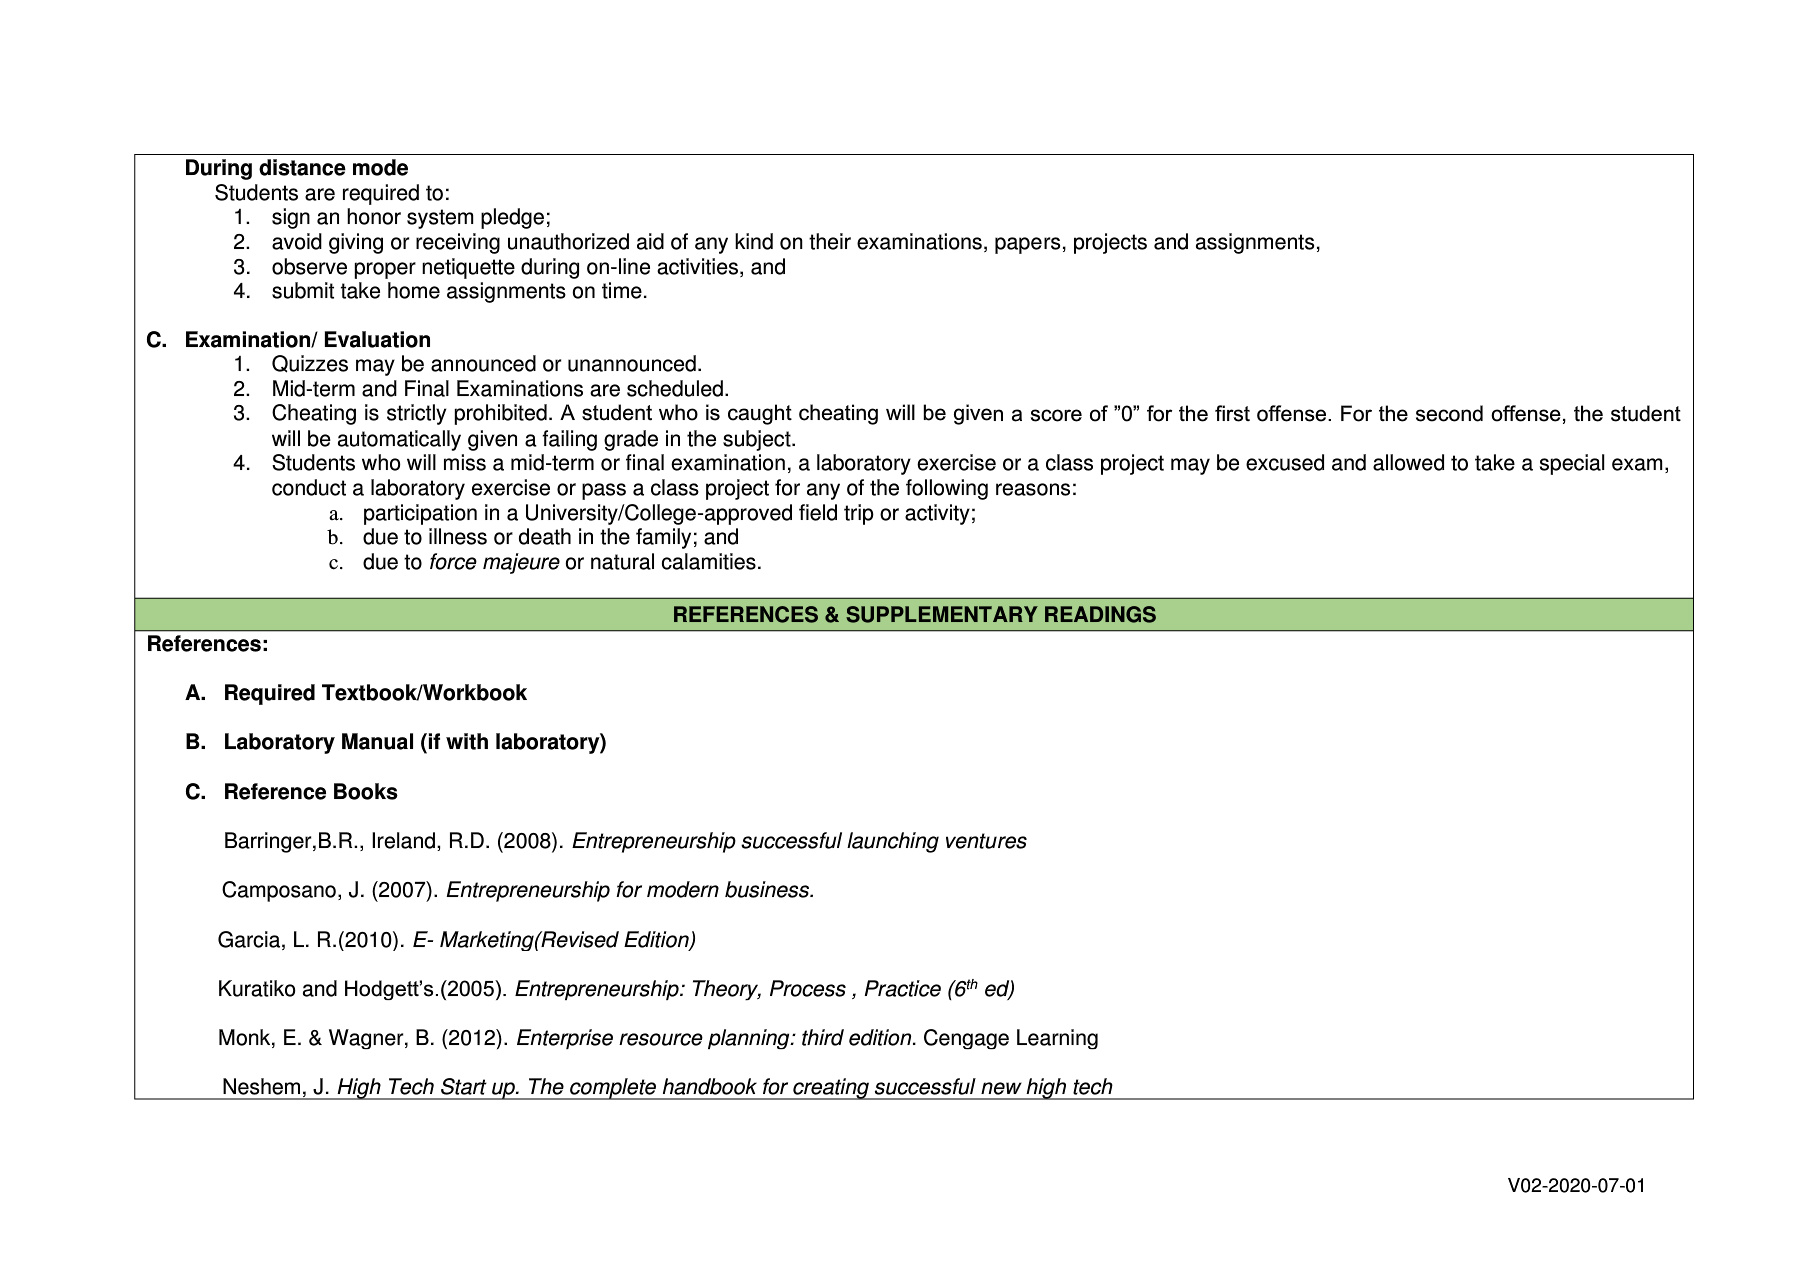 During distance mode
Students are required to:
1. sign an honor system pledge;
2. avoid giving or receiving unauthorized aid of any kind on their examinations, papers, projects and assignments,
3. observe proper netiquette during on-line activities, and
4. submit take home assignments on time.
C. Examination/ Evaluation
1. Quizzes may be announced or unannounced.
2. Mid-term and Final Examinations are scheduled.
3. Cheating is strictly prohibited. A student who is caught cheating will be given a score of ”0” for the first offense. For the second offense, the student
will be automatically given a failing grade in the subject.
4. Students who will miss a mid-term or final examination, a laboratory exercise or a class project may be excused and allowed to take a special exam,
conduct a laboratory exercise or pass a class project for any of the following reasons:
a. participation in a University/College-approved field trip or activity;
b. due to illness or death in the family; and
c. due to force majeure or natural calamities.
REFERENCES & SUPPLEMENTARY READINGS
References:
A. Required Textbook/Workbook
B. Laboratory Manual (if with laboratory)
C. Reference Books
Barringer,B.R., Ireland, R.D. (2008). Entrepreneurship successful launching ventures
Camposano, J. (2007). Entrepreneurship for modern business.
Garcia, L. R.(2010). E- Marketing(Revised Edition)
Kuratiko and Hodgett’s.(2005). Entrepreneurship: Theory, Process , Practice (6th ed)
Monk, E. & Wagner, B. (2012). Enterprise resource planning: third edition. Cengage Learning
Neshem, J. High Tech Start up. The complete handbook for creating successful new high tech
V02-2020-07-01